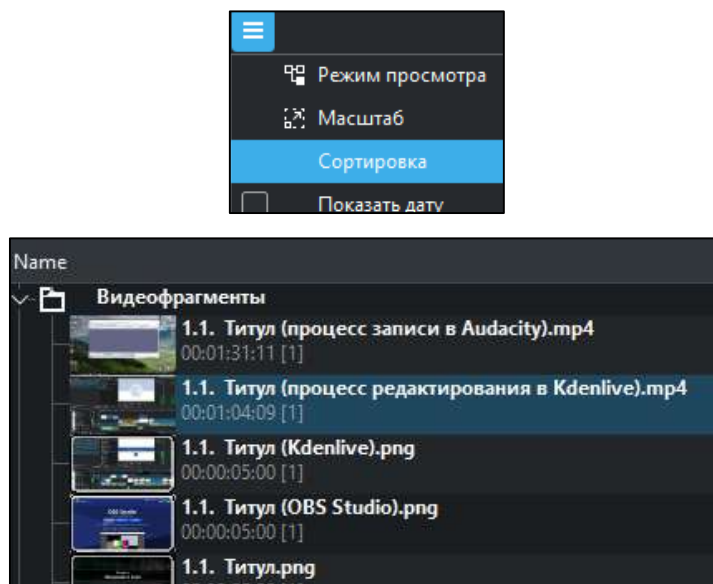 Режим просмотра
Масштаб
Сортировка
Показать дату
Name
Видеофрагменты
1.1. Титул (процесс записи в Audacity).mp4
00:01:31:11 [1]
1.1. Титул (процесс редактирования в Kdenlive).mp4
00:01:04:09 [1]
1.1. Титул (Kdenlive).png
00:00:05:00 [1]
1.1. Титул (OBS Studio).png
00:00:05:00 [1]
1.1. Титул.png